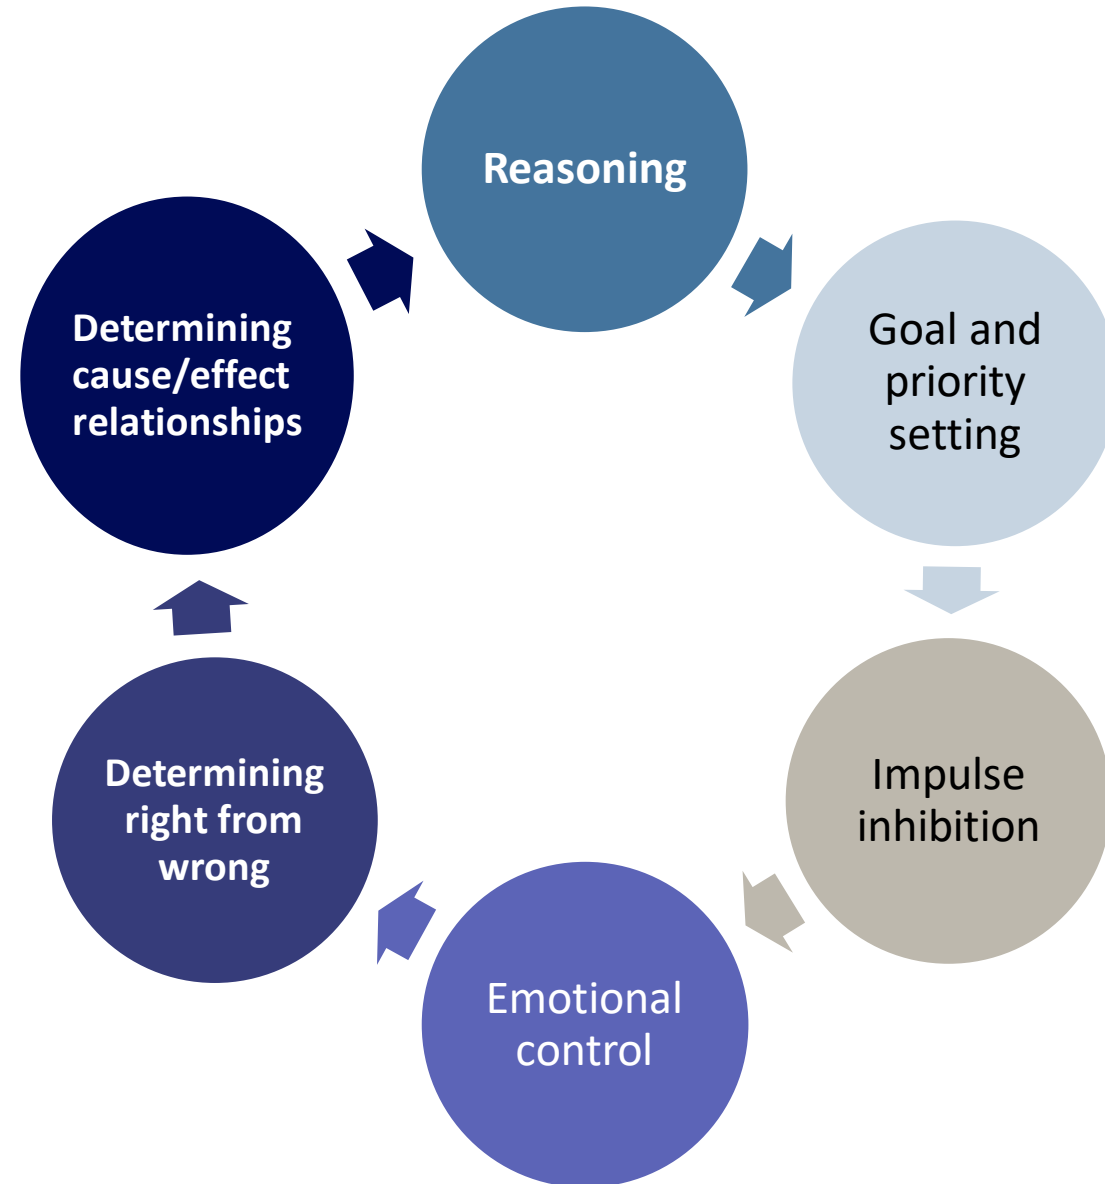 Reasoning
Goal and
priority
setting
Impulse
inhibition
Emotional
control
Determining
right from
wrong
Determining
cause/effect
relationships